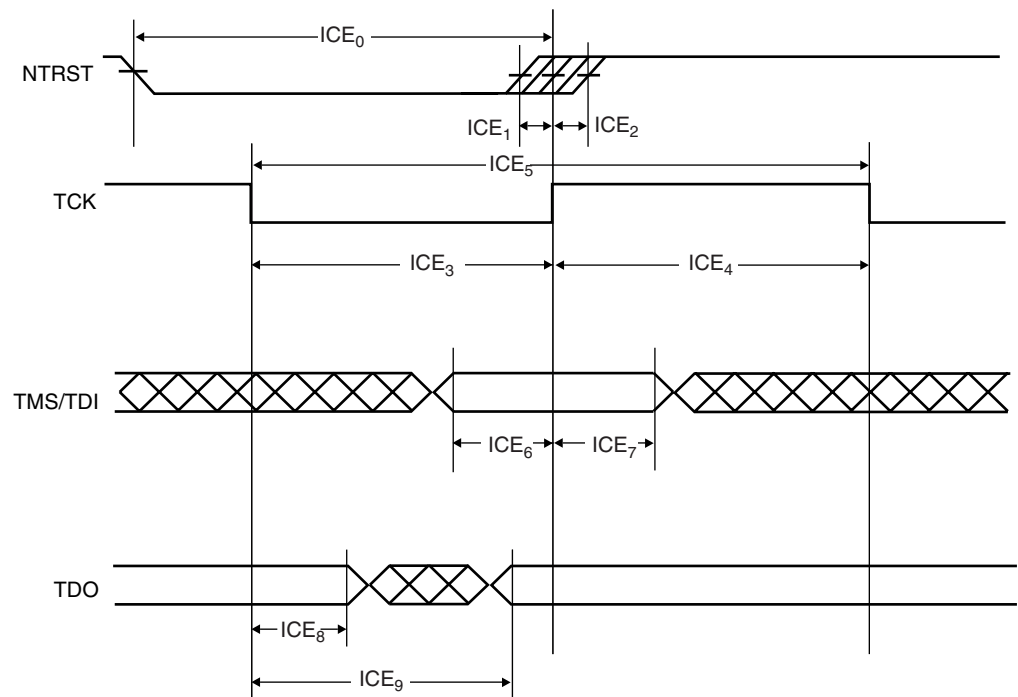 ICE0
NTRST
ICE1
ICE2
ICE5
TCK
ICE3
ICE4
TMS/TDI
ICE6
ICE7
TDO
ICE8
ICE9